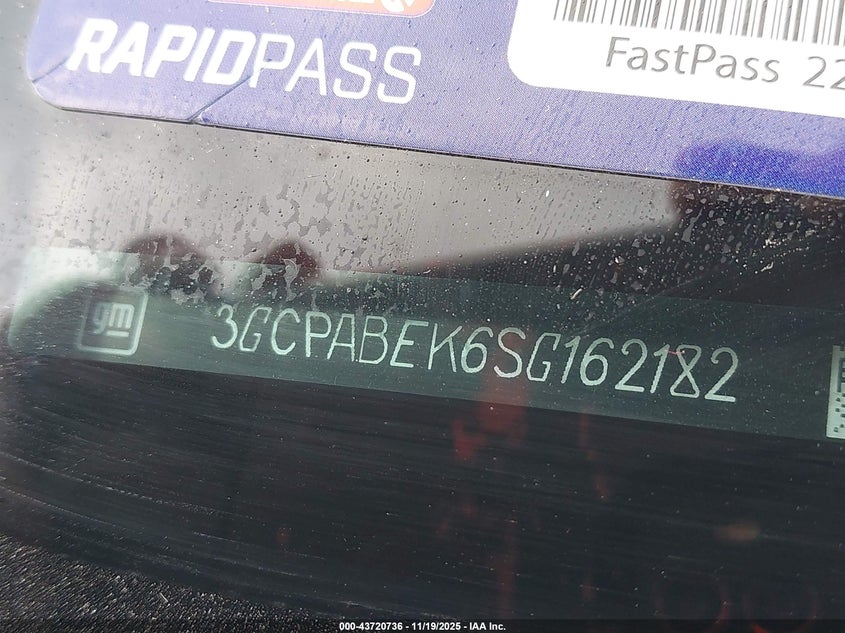 RAPIDPASS
FastPass 22
gm
3GCPABEK6SG162182
000-43720736 - 11/19/2025 - IAA Inc.